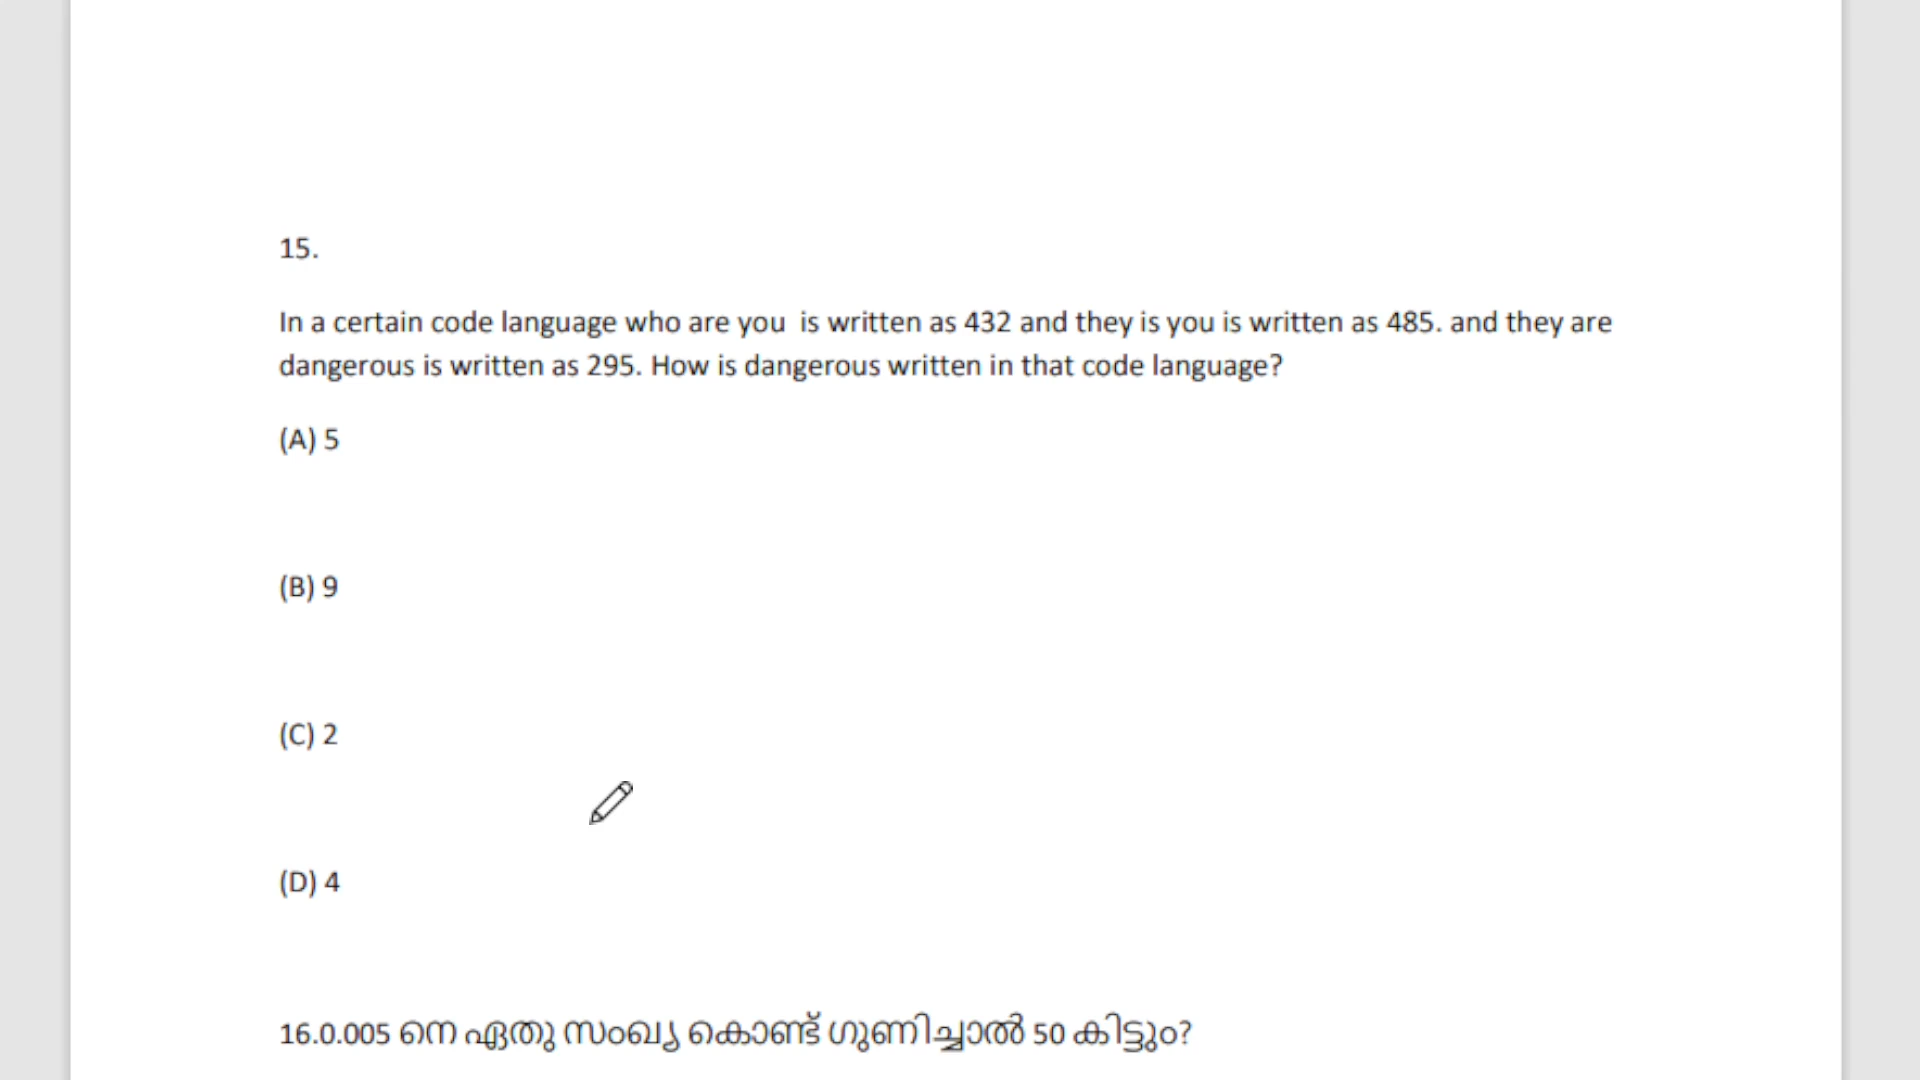 15.
In a certain code language who are you  is written as 432 and they is you is written as 485. and they are
dangerous is written as 295. How is dangerous written in that code language?
(A) 5
(B) 9
(C) 2
(D) 4
16.0.005 നെ ഏതു സംഖ്യ കൊണ്ട് ഗുണിച്ചാൽ 50 കിട്ടും?